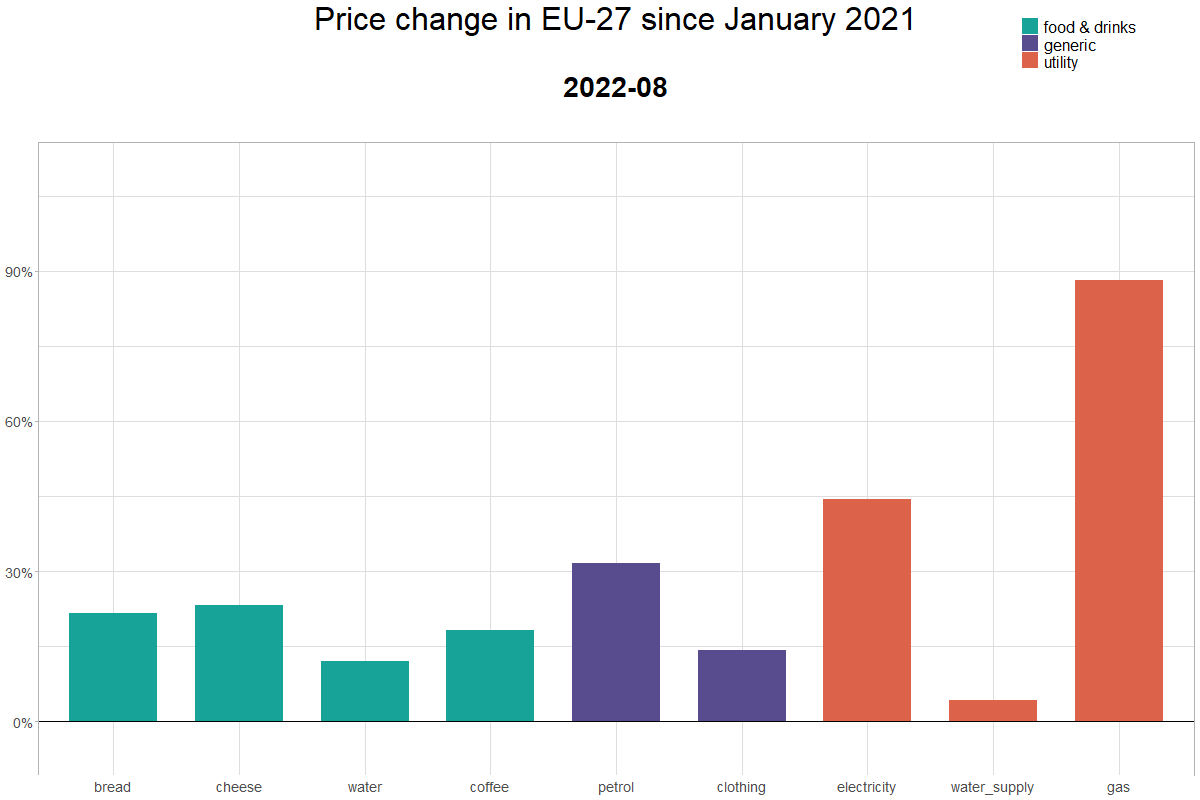 Price change in EU-27 since January 2021
food & drinks
generic
utility
2022-08
90%
60%
30%
0%
bread cheese water coffee petrol clothing electricity water_supply gas